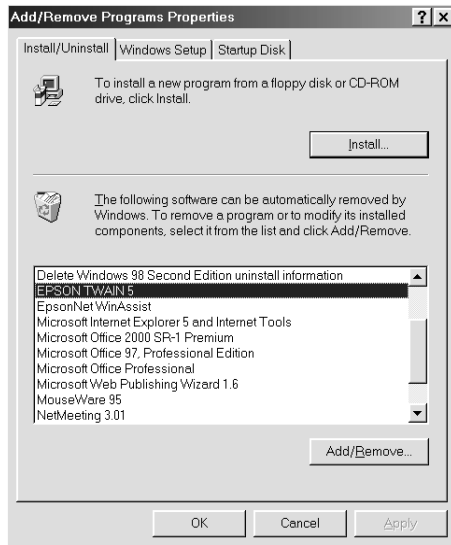 Add/Remove Programs Properties
Install/Uninstall Windows Setup Startup Disk
To install a new program from a floppy disk or CD-ROM
drive, click Install.
Install...
The following software can be automatically removed by
Windows. To remove a program or to modify its installed
components, select it from the list and click Add/Remove.
Delete Windows 98 Second Edition uninstall information
EPSON TWAIN 5
EpsonNet WinAssist
Microsoft Internet Explorer 5 and Internet Tools
Microsoft Office 2000 SR-1 Premium
Microsoft Office 97, Professional Edition
Microsoft Office Professional
Microsoft Web Publishing Wizard 1.6
MouseWare 95
NetMeeting 3.01
Add/Remove...
OK Cancel Apply